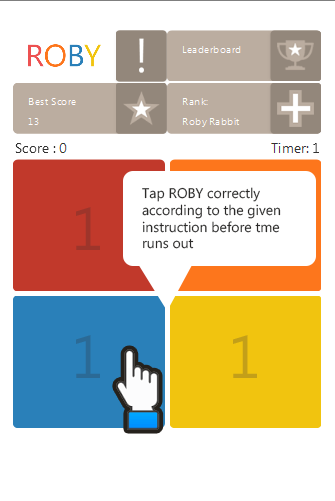 ROBY
!
Leaderboard
Best Score
13
Rank:
Roby Rabbit
Score : 0
Timer: 1
1
Tap ROBY correctly
according to the given
instruction before tme
runs out
1
1